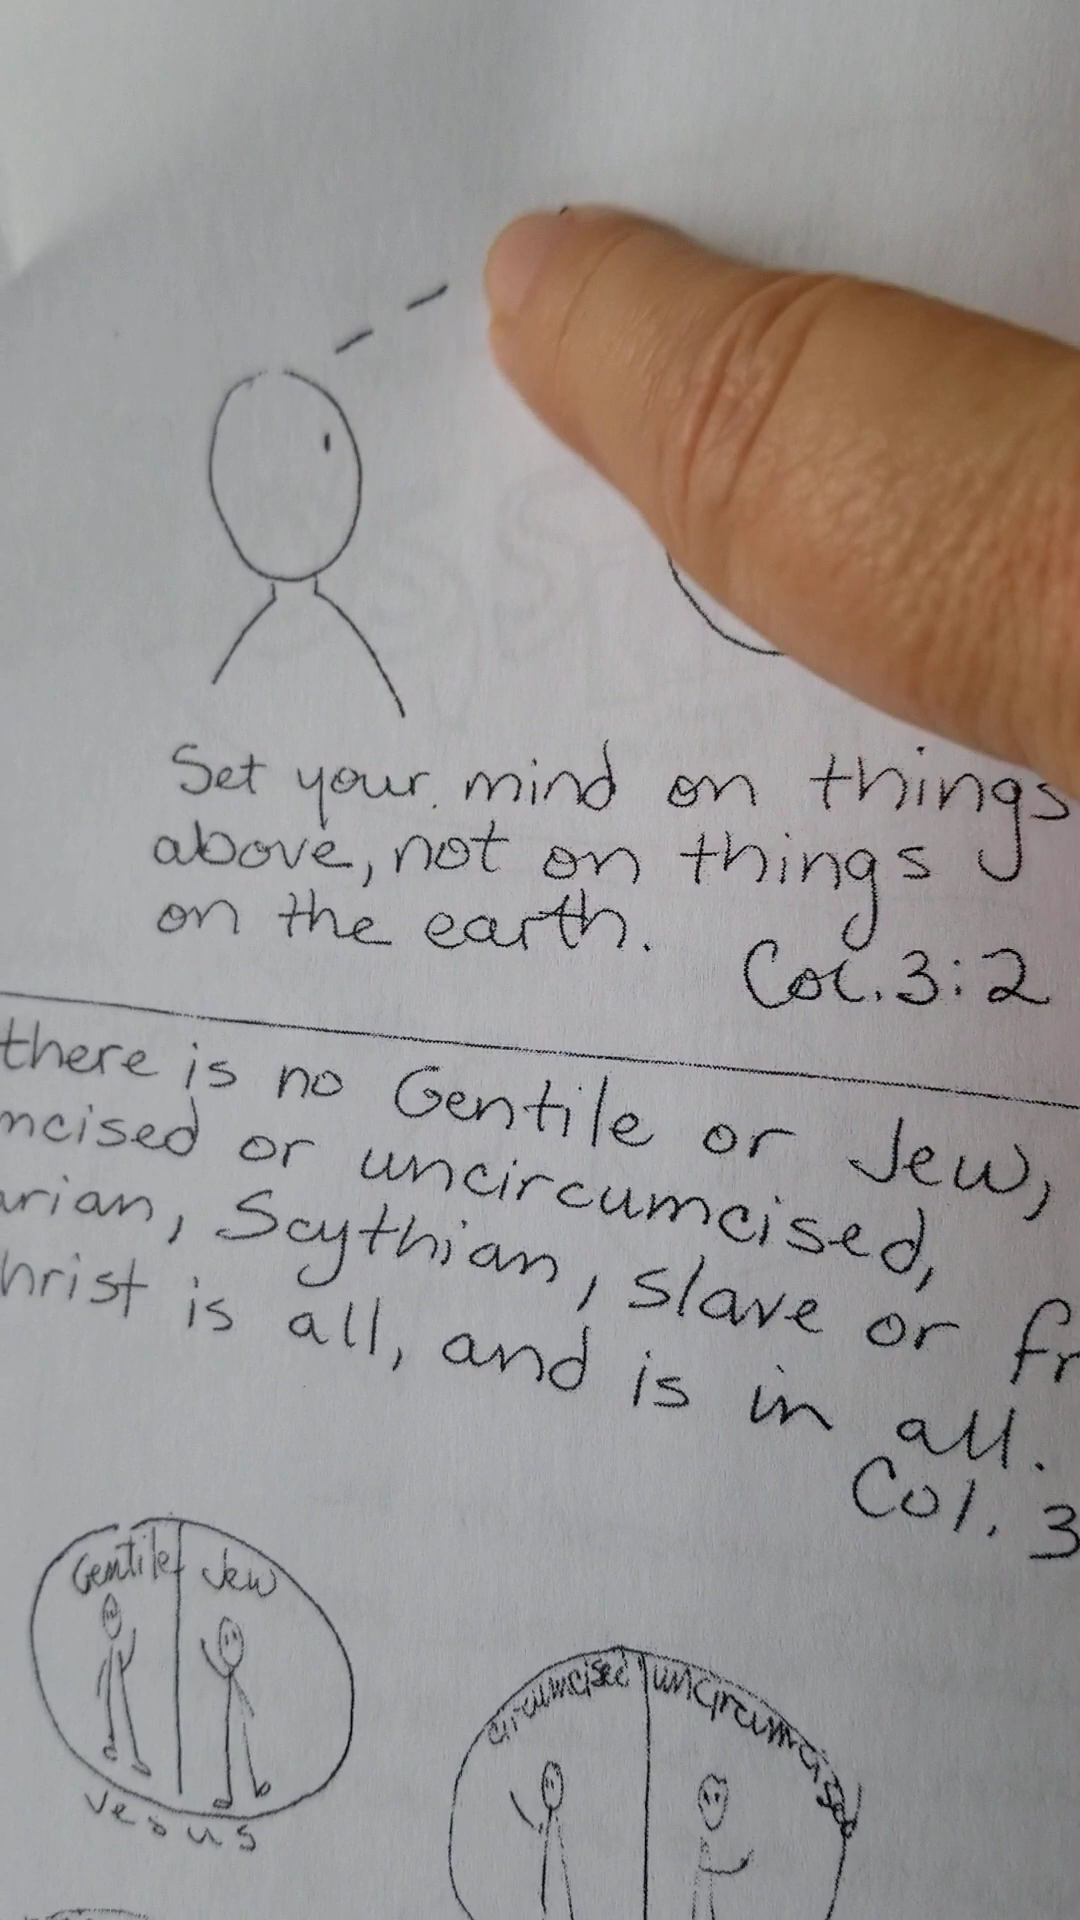 Set your mind on things
above, not on things
on the earth.
Col. 3:2
there is no Gentile or Jew,
mcised or uncircumcised,
arian, Scythian, slave or fr
hrist is all, and is in all.
Col. 3
Gentile Jew
Jesus
circumcised uncircumcised